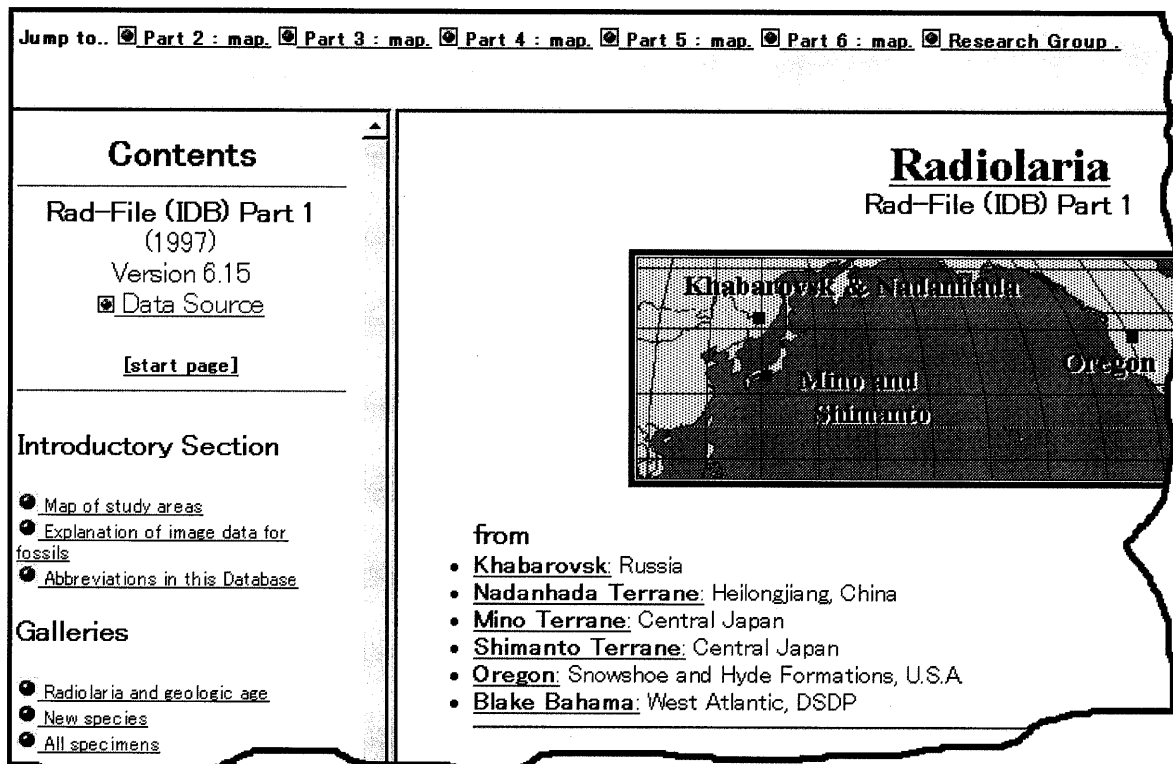 Jump to.. Part 2 : map. Part 3 : map. Part 4 : map. Part 5 : map. Part 6 : map. Research Group .
Contents
Rad-File (IDB) Part 1
(1997)
Version 6.15
Data Source
[start page]
Introductory Section
Map of study areas
Explanation of image data for
fossils
Abbreviations in this Database
Galleries
Radiolaria and geologic age
New species
All specimens
Radiolaria
Rad-File (IDB) Part 1
Khabarovsk & Nadanhada
Oregon
Mino and
Shimanto
from
• Khabarovsk: Russia
• Nadanhada Terrane: Heilongjiang, China
• Mino Terrane: Central Japan
• Shimanto Terrane: Central Japan
• Oregon: Snowshoe and Hyde Formations, U.S.A
• Blake Bahama: West Atlantic, DSDP